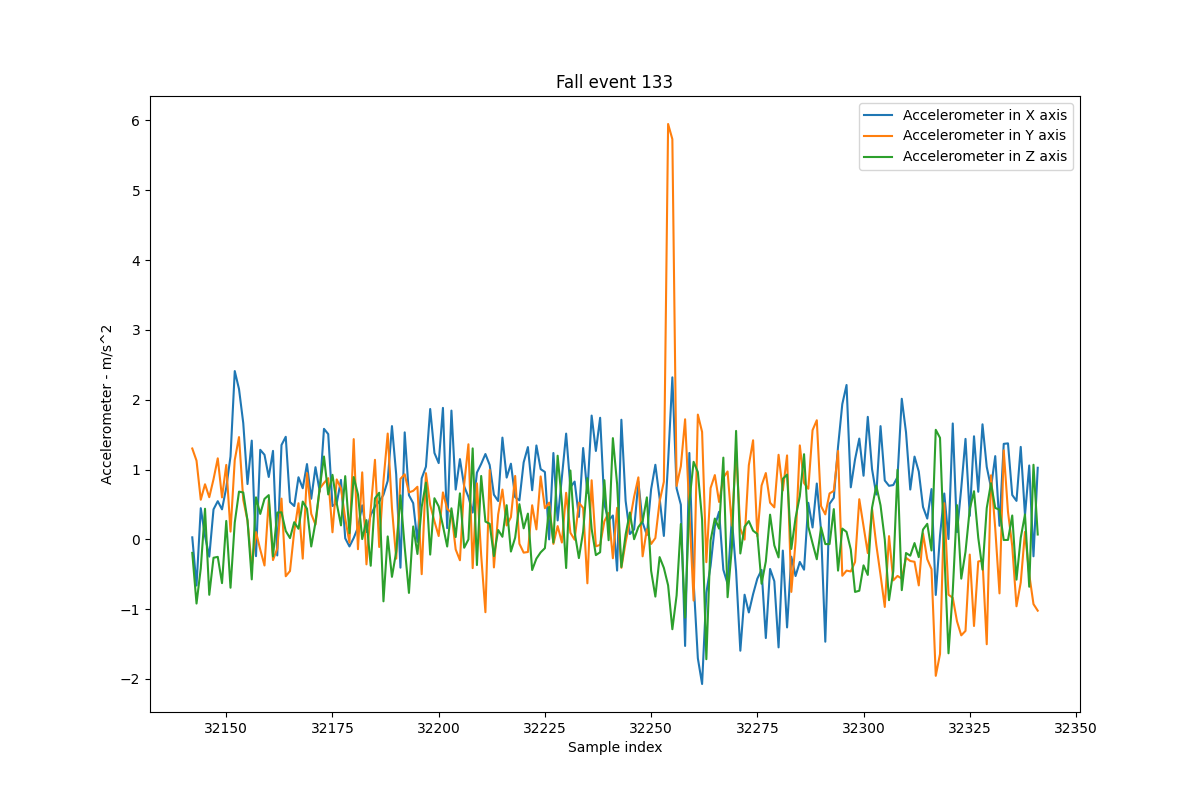 Fall event 133
Accelerometer in X axis
Accelerometer in Y axis
Accelerometer in Z axis
Accelerometer - m/s^2
6
5
4
3
2
1
0
−1
−2
32150 32175 32200 32225 32250 32275 32300 32325 32350
Sample index